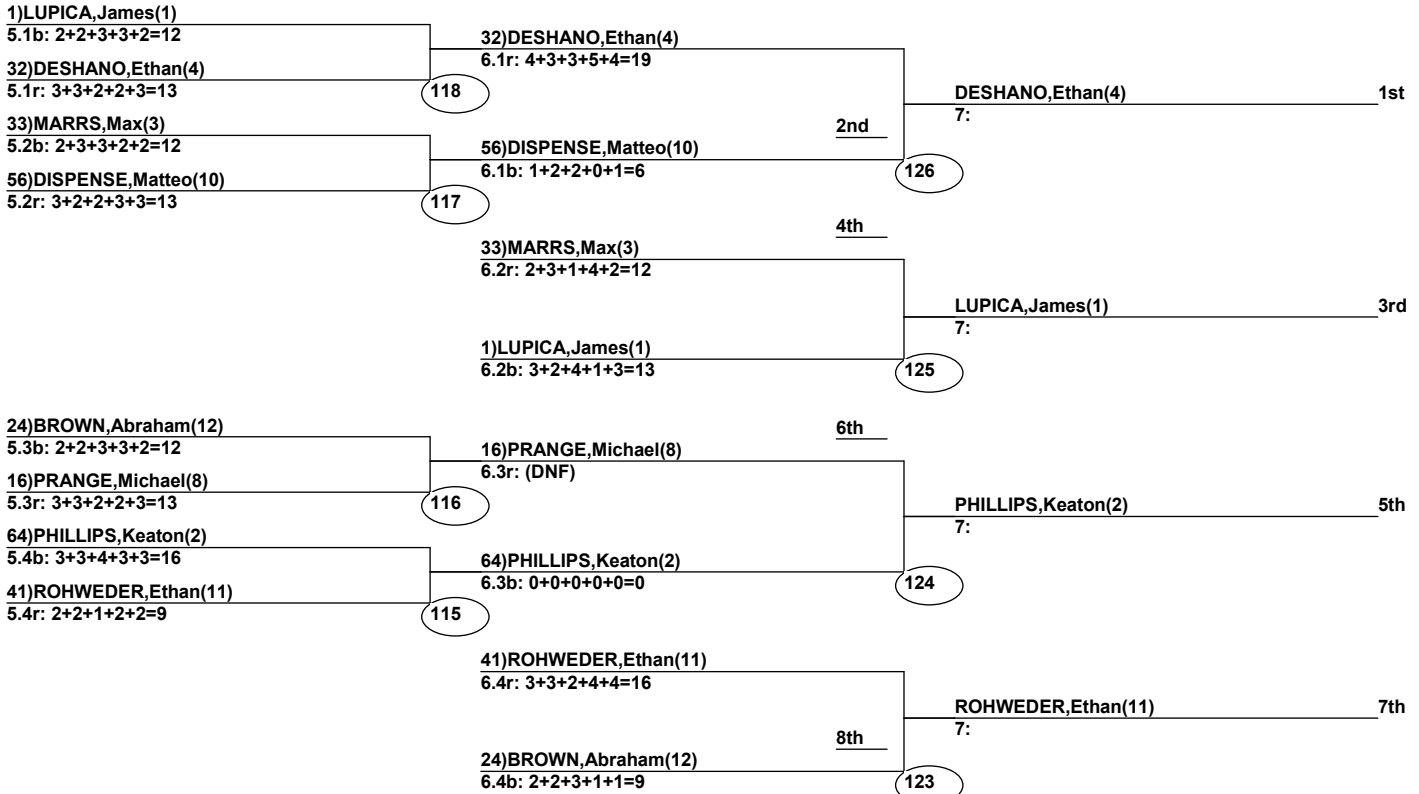 1)LUPICA,James(1)
5.1b: 2+2+3+3+2=12
32)DESHANO,Ethan(4)
5.1r: 3+3+2+2+3=13
118
33)MARRS,Max(3)
5.2b: 2+3+3+2+2=12
56)DISPENSE,Matteo(10)
5.2r: 3+2+2+3+3=13
117
32)DESHANO,Ethan(4)
6.1r: 4+3+3+5+4=19
2nd
56)DISPENSE,Matteo(10)
6.1b: 1+2+2+0+1=6
126
DESHANO,Ethan(4) 1st
7:
4th
33)MARRS,Max(3)
6.2r: 2+3+1+4+2=12
1)LUPICA,James(1)
6.2b: 3+2+4+1+3=13
125
LUPICA,James(1) 3rd
7:
24)BROWN,Abraham(12)
5.3b: 2+2+3+3+2=12
16)PRANGE,Michael(8)
5.3r: 3+3+2+2+3=13
116
64)PHILLIPS,Keaton(2)
5.4b: 3+3+4+3+3=16
41)ROHWEDER,Ethan(11)
5.4r: 2+2+1+2+2=9
115
6th
16)PRANGE,Michael(8)
6.3r: (DNF)
64)PHILLIPS,Keaton(2)
6.3b: 0+0+0+0+0=0
124
PHILLIPS,Keaton(2) 5th
7:
41)ROHWEDER,Ethan(11)
6.4r: 3+3+2+4+4=16
8th
24)BROWN,Abraham(12)
6.4b: 2+2+3+1+1=9
123
ROHWEDER,Ethan(11) 7th
7: